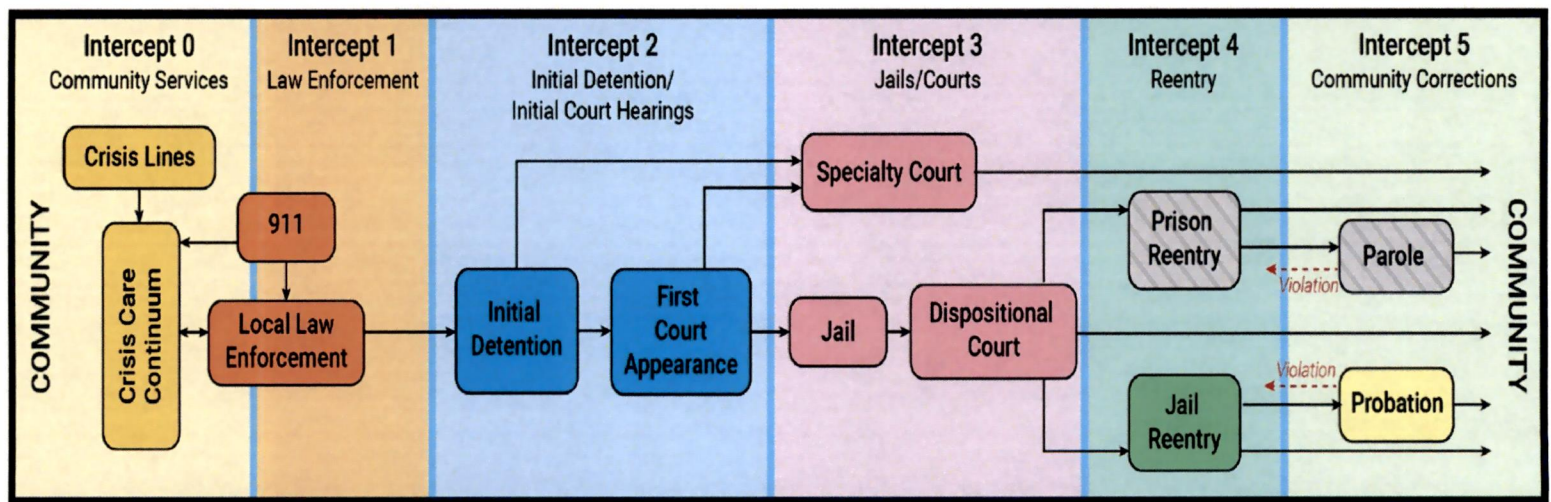 Intercept 0
Community Services
Intercept 1
Law Enforcement
Intercept 2
Initial Detention/
Initial Court Hearings
Intercept 3
Jails/Courts
Intercept 4
Reentry
Intercept 5
Community Corrections
COMMUNITY
Crisis Lines
Crisis Care
Continuum
911
Local Law
Enforcement
Initial
Detention
First
Court
Appearance
Specialty Court
Jail
Dispositional
Court
Prison
Reentry
Parole
Violation
Jail
Reentry
Violation
Probation
COMMUNITY